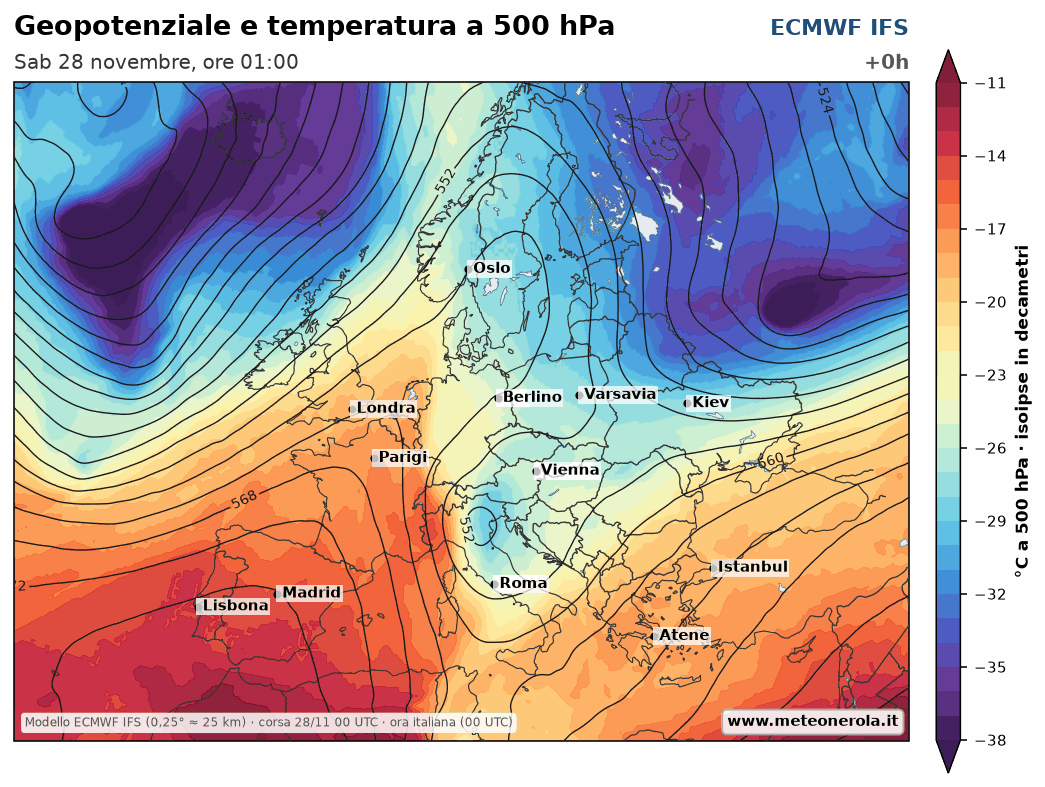 Geopotenziale e temperatura a 500 hPa
ECMWF IFS
Sab 28 novembre, ore 01:00
+0h
524
552
Oslo
Londra
Berlino
Varsavia
Kiev
Parigi
Vienna
560
568
552
2
Madrid
Lisbona
Roma
Istanbul
Atene
Modello ECMWF IFS (0,25° ≈ 25 km) · corsa 28/11 00 UTC · ora italiana (00 UTC)
www.meteonerola.it
−11
−14
−17
−20
−23
−26
−29
−32
−35
−38
°C a 500 hPa · isoipse in decametri